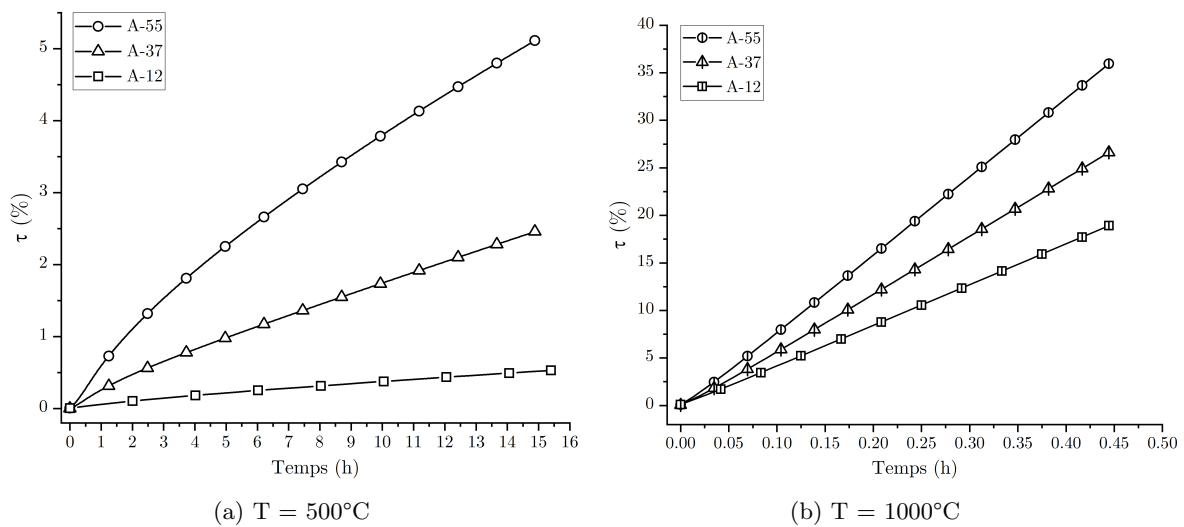 A-55
A-37
A-12
5
4
3
2
1
0
τ (%)
0 1 2 3 4 5 6 7 8 9 10 11 12 13 14 15 16
Temps (h)
(a) T = 500°C
A-55
A-37
A-12
40
35
30
25
20
15
10
5
0
τ (%)
0.00 0.05 0.10 0.15 0.20 0.25 0.30 0.35 0.40 0.45 0.50
Temps (h)
(b) T = 1000°C